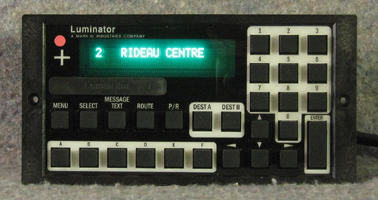 Luminator
A MARK IV INDUSTRIES COMPANY
2 RIDEAU CENTRE
1 2 3
4 5 6
7 8 9
MENU SELECT MESSAGE TEXT ROUTE P/R DEST A DEST B
0 ENTER
A B C D E F